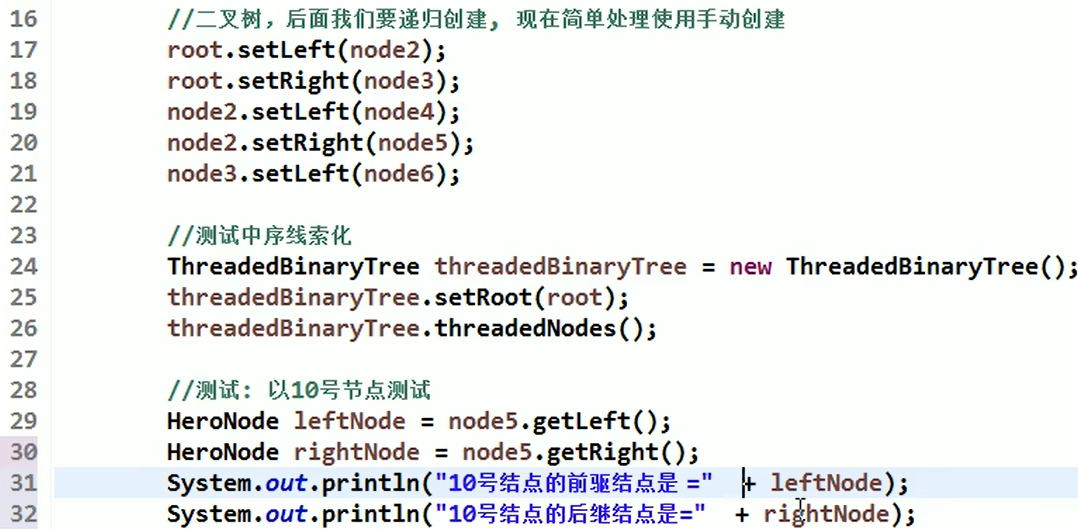 16 //二叉树，后面我们要递归创建, 现在简单处理使用手动创建
17 root.setLeft(node2);
18 root.setRight(node3);
19 node2.setLeft(node4);
20 node2.setRight(node5);
21 node3.setLeft(node6);
22
23 //测试中序线索化
24 ThreadedBinaryTree threadedBinaryTree = new ThreadedBinaryTree();
25 threadedBinaryTree.setRoot(root);
26 threadedBinaryTree.threadedNodes();
27
28 //测试: 以10号节点测试
29 HeroNode leftNode = node5.getLeft();
30 HeroNode rightNode = node5.getRight();
31 System.out.println("10号结点的前驱结点是 ="  + leftNode);
32 System.out.println("10号结点的后继结点是="  + rightNode);